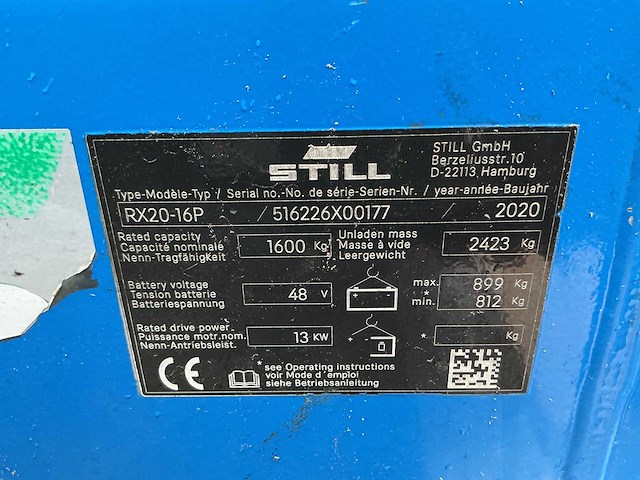 STILL
STILL GmbH
Berzeliusstr.10
D-22113 Hamburg
Type-Modèle-Typ / Serial no.-No. de série-Serien-Nr. / year-année-Baujahr
RX20-16P / 516226X00177 / 2020
Rated capacity
Capacité nominale
Nenn-Tragfähigkeit
1600 Kg
Unladen mass
Masse à vide
Leergewicht
2423 Kg
Battery voltage
Tension batterie
Batteriespannung
48 V
max. 899 Kg
* min. 812 Kg
Rated drive power
Puissance motr.nom.
Nenn-Antriebsleist.
13 KW
* Kg
CE
*see Operating instructions
voir Mode d'emploi
siehe Betriebsanleitung